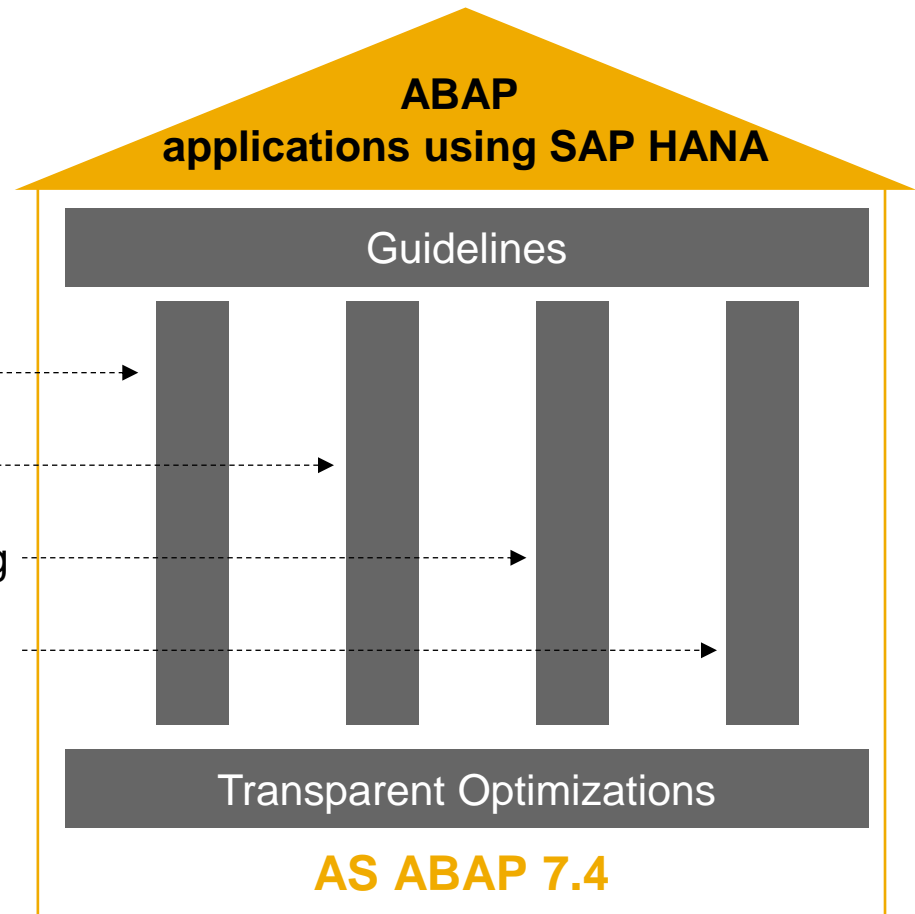 ABAP
applications using SAP HANA
Guidelines
g
Transparent Optimizations
AS ABAP 7.4